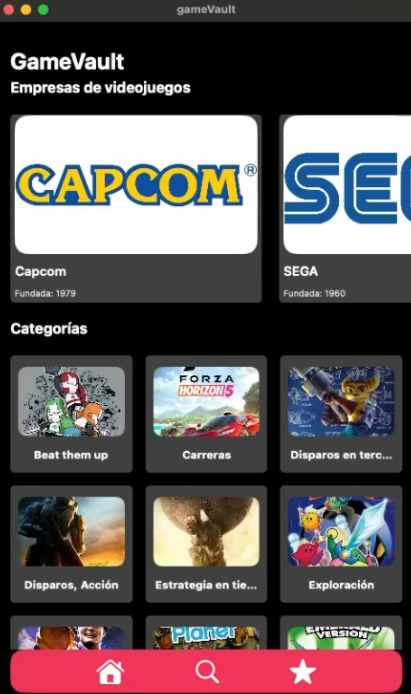 gameVault
GameVault
Empresas de videojuegos
CAPCOM®
SE
Capcom
SEGA
Fundada: 1979
Fundada: 1960
Categorías
FORZA
HORIZON 5
Beat them up
Carreras
Disparos en terc...
Disparos, Acción
Estrategia en tie...
Exploración
Planet
EMERALD
VERSION